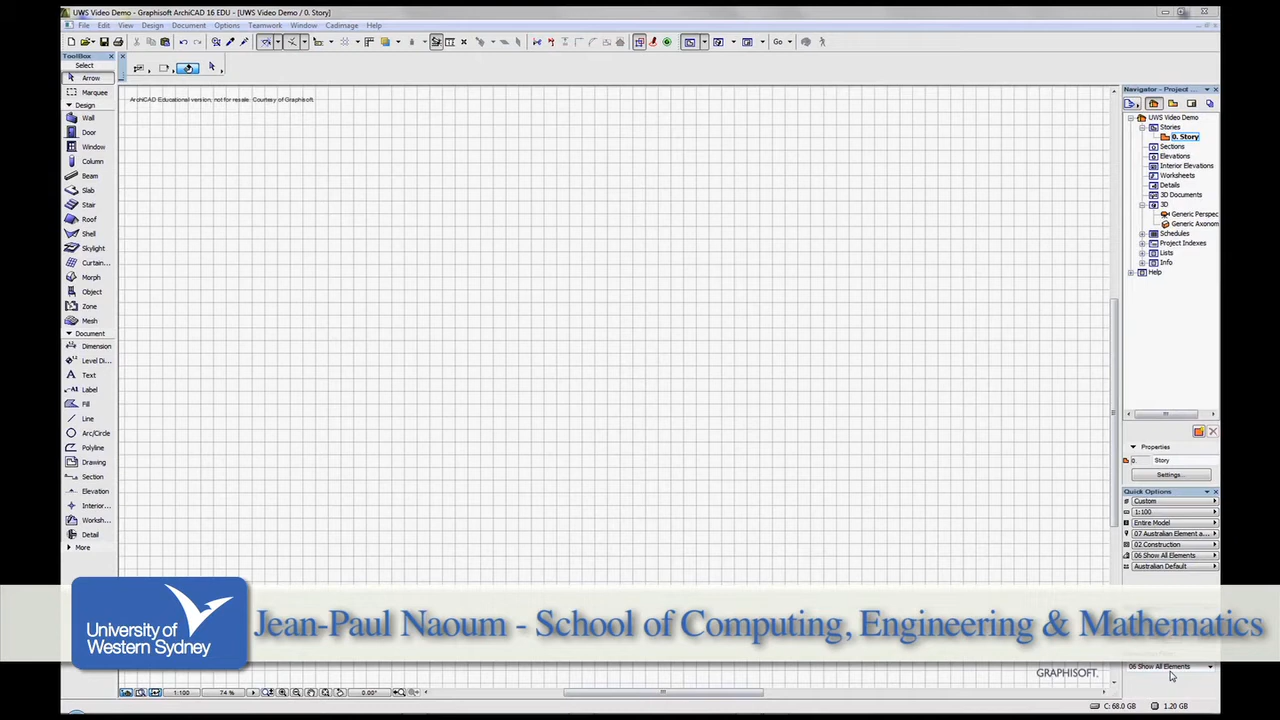 UWS Video Demo - Graphisoft ArchiCAD 16 EDU - [UWS Video Demo / 0. Story]
File Edit View Design Document Options Teamwork Window Cadimage Help
Go
ToolBox
Select
Arrow
Marquee
Design
Wall
Door
Window
Column
Beam
Slab
Stair
Roof
Shell
Skylight
Curtain...
Morph
Object
Zone
Mesh
Document
Dimension
Level Di...
Text
Label
Fill
Line
Arc/Circle
Polyline
Drawing
Section
Elevation
Interior...
Worksh...
Detail
More
ArchiCAD Educational version, not for resale. Courtesy of Graphisoft.
Navigator - Project ...
UWS Video Demo
Stories
0. Story
Sections
Elevations
Interior Elevations
Worksheets
Details
3D Documents
3D
Generic Perspec
Generic Axonom
Schedules
Project Indexes
Lists
Info
Help
Properties
0. Story
Settings...
Quick Options
Custom
1:100
Entire Model
07 Australian Element a...
02 Construction
06 Show All Elements
Australian Default
University of
Western Sydney
Jean-Paul Naoum - School of Computing, Engineering & Mathematics
06 Show All Elements
GRAPHISOFT.
1:100 74 % 0.00°
C: 68.0 GB 1.20 GB